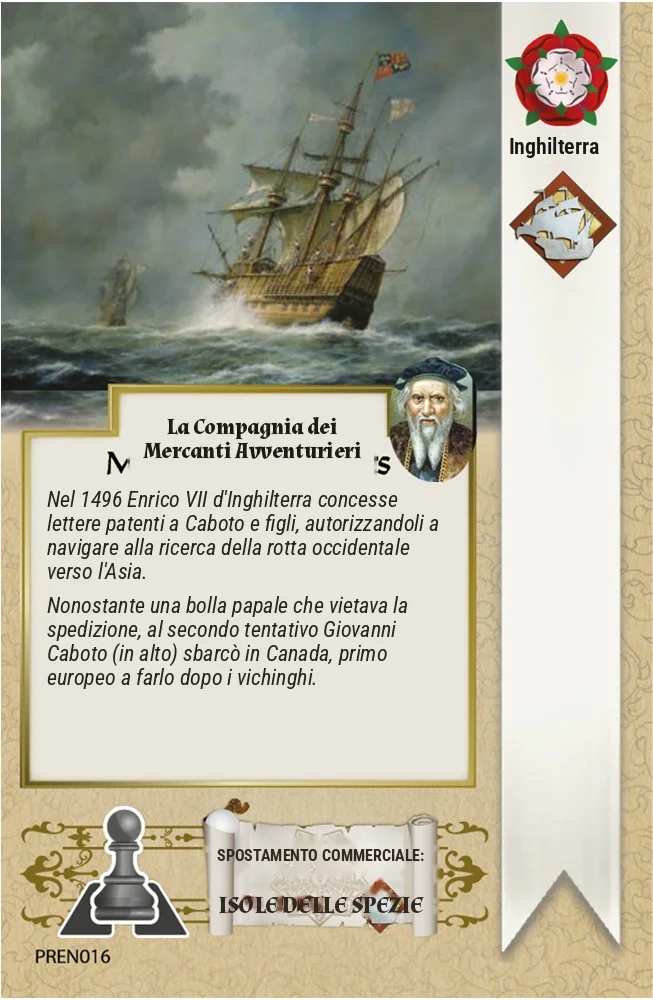 Inghilterra
La Compagnia dei
Mercanti Avventurieri
Nel 1496 Enrico VII d'Inghilterra concesse
lettere patenti a Caboto e figli, autorizzandoli a
navigare alla ricerca della rotta occidentale
verso l'Asia.
Nonostante una bolla papale che vietava la
spedizione, al secondo tentativo Giovanni
Caboto (in alto) sbarcò in Canada, primo
europeo a farlo dopo i vichinghi.
SPOSTAMENTO COMMERCIALE:
ISOLE DELLE SPEZIE
PREN016